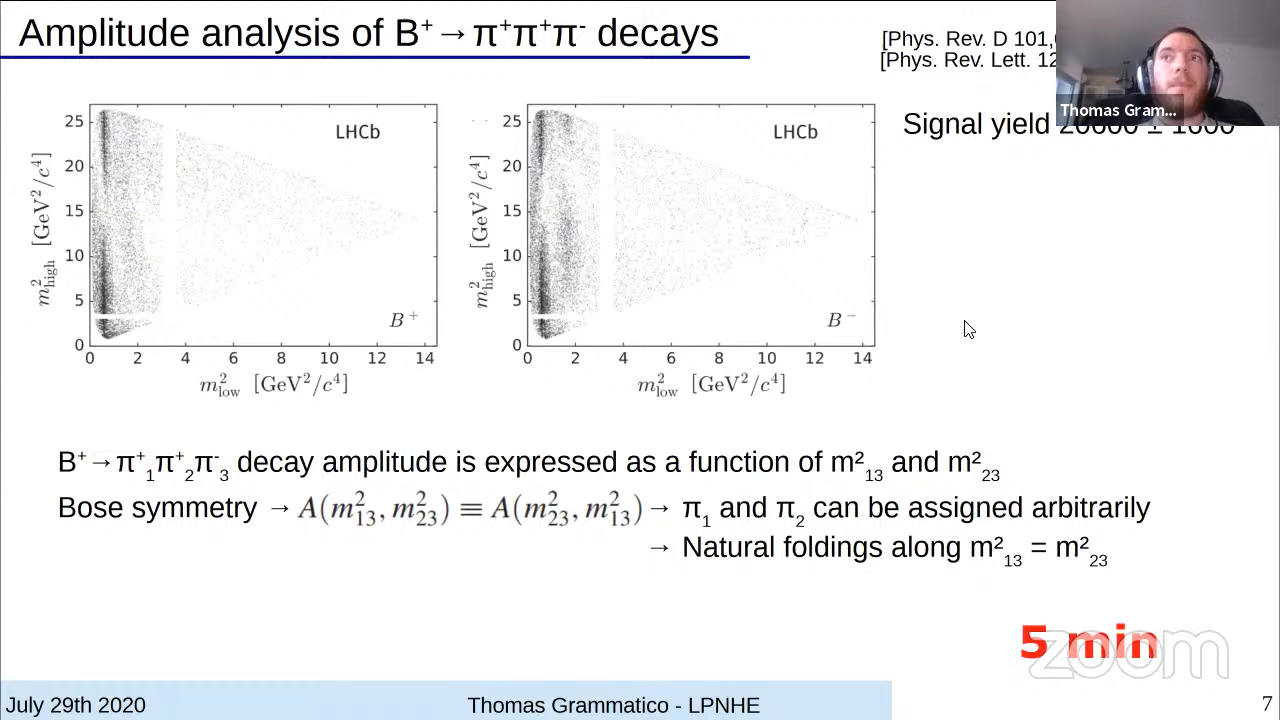 Amplitude analysis of B⁺→π⁺π⁺π⁻ decays
[Phys. Rev. D 101,
[Phys. Rev. Lett. 12
Thomas Gram...
Signal yield 20600 ± 1600
25
20
15
10
5
0
0 2 4 6 8 10 12 14
m²high [GeV²/c⁴]
m²low [GeV²/c⁴]
LHCb
B⁺
25
20
15
10
5
0
0 2 4 6 8 10 12 14
m²high [GeV²/c⁴]
m²low [GeV²/c⁴]
LHCb
B⁻
B⁺→π⁺₁π⁺₂π⁻₃ decay amplitude is expressed as a function of m²₁₃ and m²₂₃
Bose symmetry → A(m²₁₃, m²₂₃) ≡ A(m²₂₃, m²₁₃) → π₁ and π₂ can be assigned arbitrarily
→ Natural foldings along m²₁₃ = m²₂₃
5 min
zoom
July 29th 2020
Thomas Grammatico - LPNHE
7